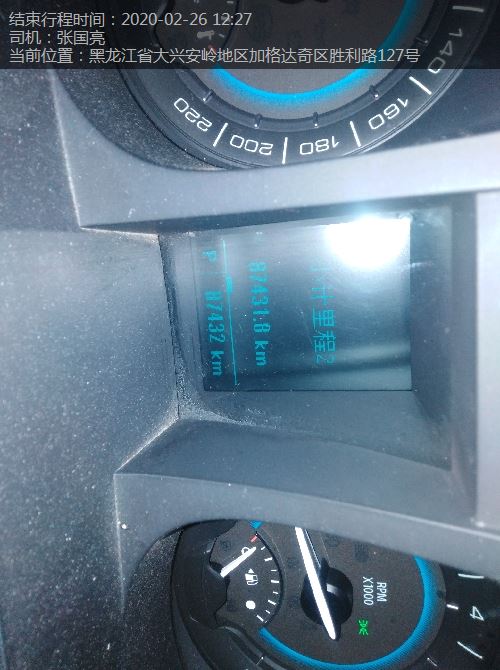 结束行程时间：2020-02-26 12:27
司机：张国亮
当前位置：黑龙江省大兴安岭地区加格达奇区胜利路127号
140
160
180
200
220
计里程2
87431.8 km
P 87432 km
RPM
X1000
4